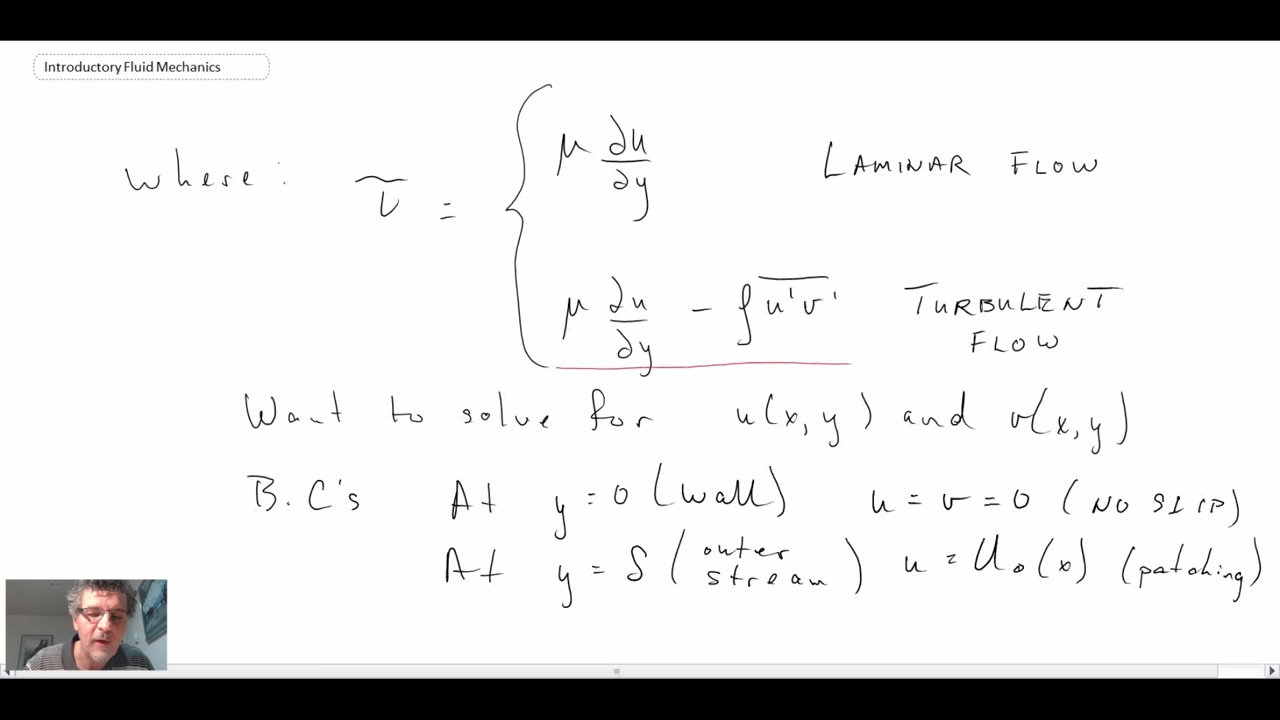 Introductory Fluid Mechanics
where: τ = { μ ∂u/∂y LAMINAR FLOW
μ ∂u/∂y - ρ u'v' TURBULENT
FLOW
Want to solve for u(x,y) and v(x,y)
B.C's At y=0 (wall) u = v = 0 (NO SLIP)
At y = δ (outer stream) u = U₀(x) (patching)